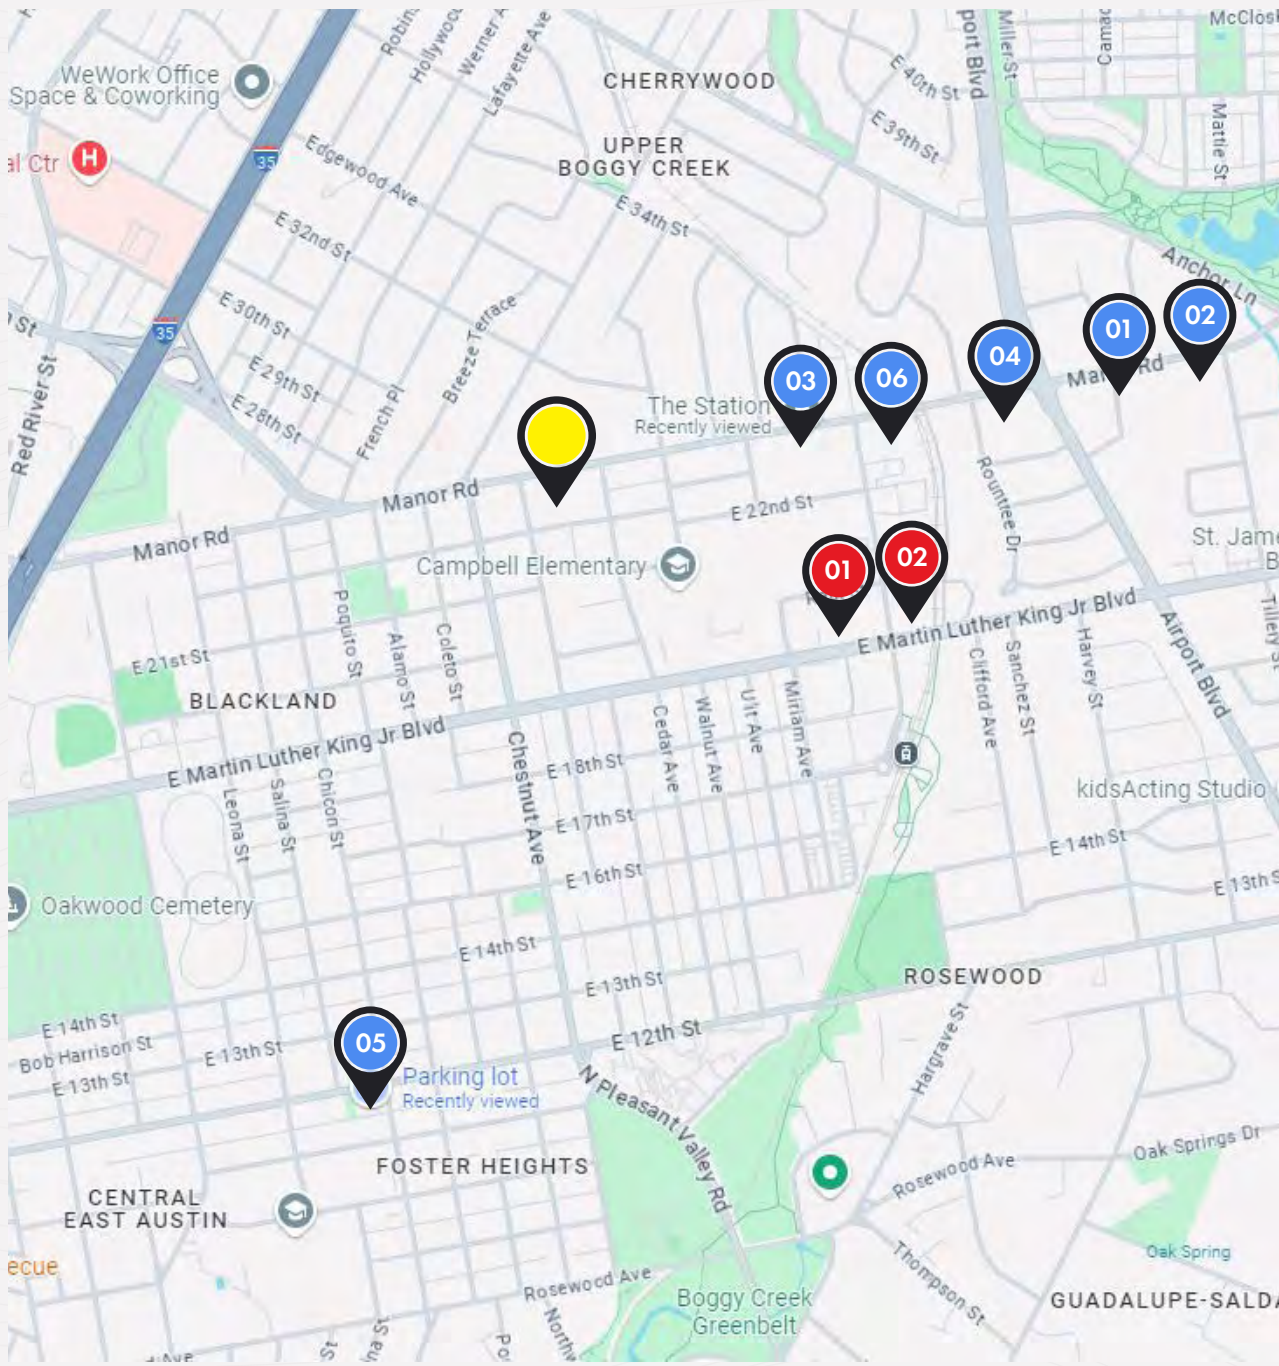 McClosk
WeWork Office
Space & Coworking
Hollywood
Werner A
Lafayette Ave
CHERRYWOOD
E 40th St
port Blvd
Miller St
Mattie St
E 39th St
al Ctr
H
35
Edgewood Ave
UPPER
BOGGY CREEK
E 34th St
E 32nd St
Anchor Ln
E 30th St
35
Breeze Terrace
01
02
04
03
06
Manor Rd
Red River St
E 29th St
E 28th St
French Pl
The Station
Recently viewed
Manor Rd
Manor Rd
E 22nd St
Rountree Dr
St. Jame
Campbell Elementary
01
02
E Martin Luther King Jr Blvd
Airport Blvd
Tillery St
Poquito St
Alamo St
Coleto St
E 21st St
BLACKLAND
Clifford Ave
Sanchez St
Harvey St
E Martin Luther King Jr Blvd
Cedar Ave
Walnut Ave
Ulit Ave
Miriam Ave
Chestnut Ave
E 18th St
Leona St
Salina St
Chicon St
kidsActing Studio
E 17th St
E 14th St
E 16th St
E 13th S
Oakwood Cemetery
E 14th St
E 13th St
ROSEWOOD
E 14th St
Bob Harrison St
E 13th St
E 13th St
E 12th St
05
Parking lot
Recently viewed
N Pleasant Valley Rd
Hargrave St
FOSTER HEIGHTS
CENTRAL
EAST AUSTIN
Rosewood Ave
Oak Springs Dr
Oak Spring
ecue
Rosewood Ave
Thompson St
Boggy Creek
Greenbelt
GUADALUPE-SALDA